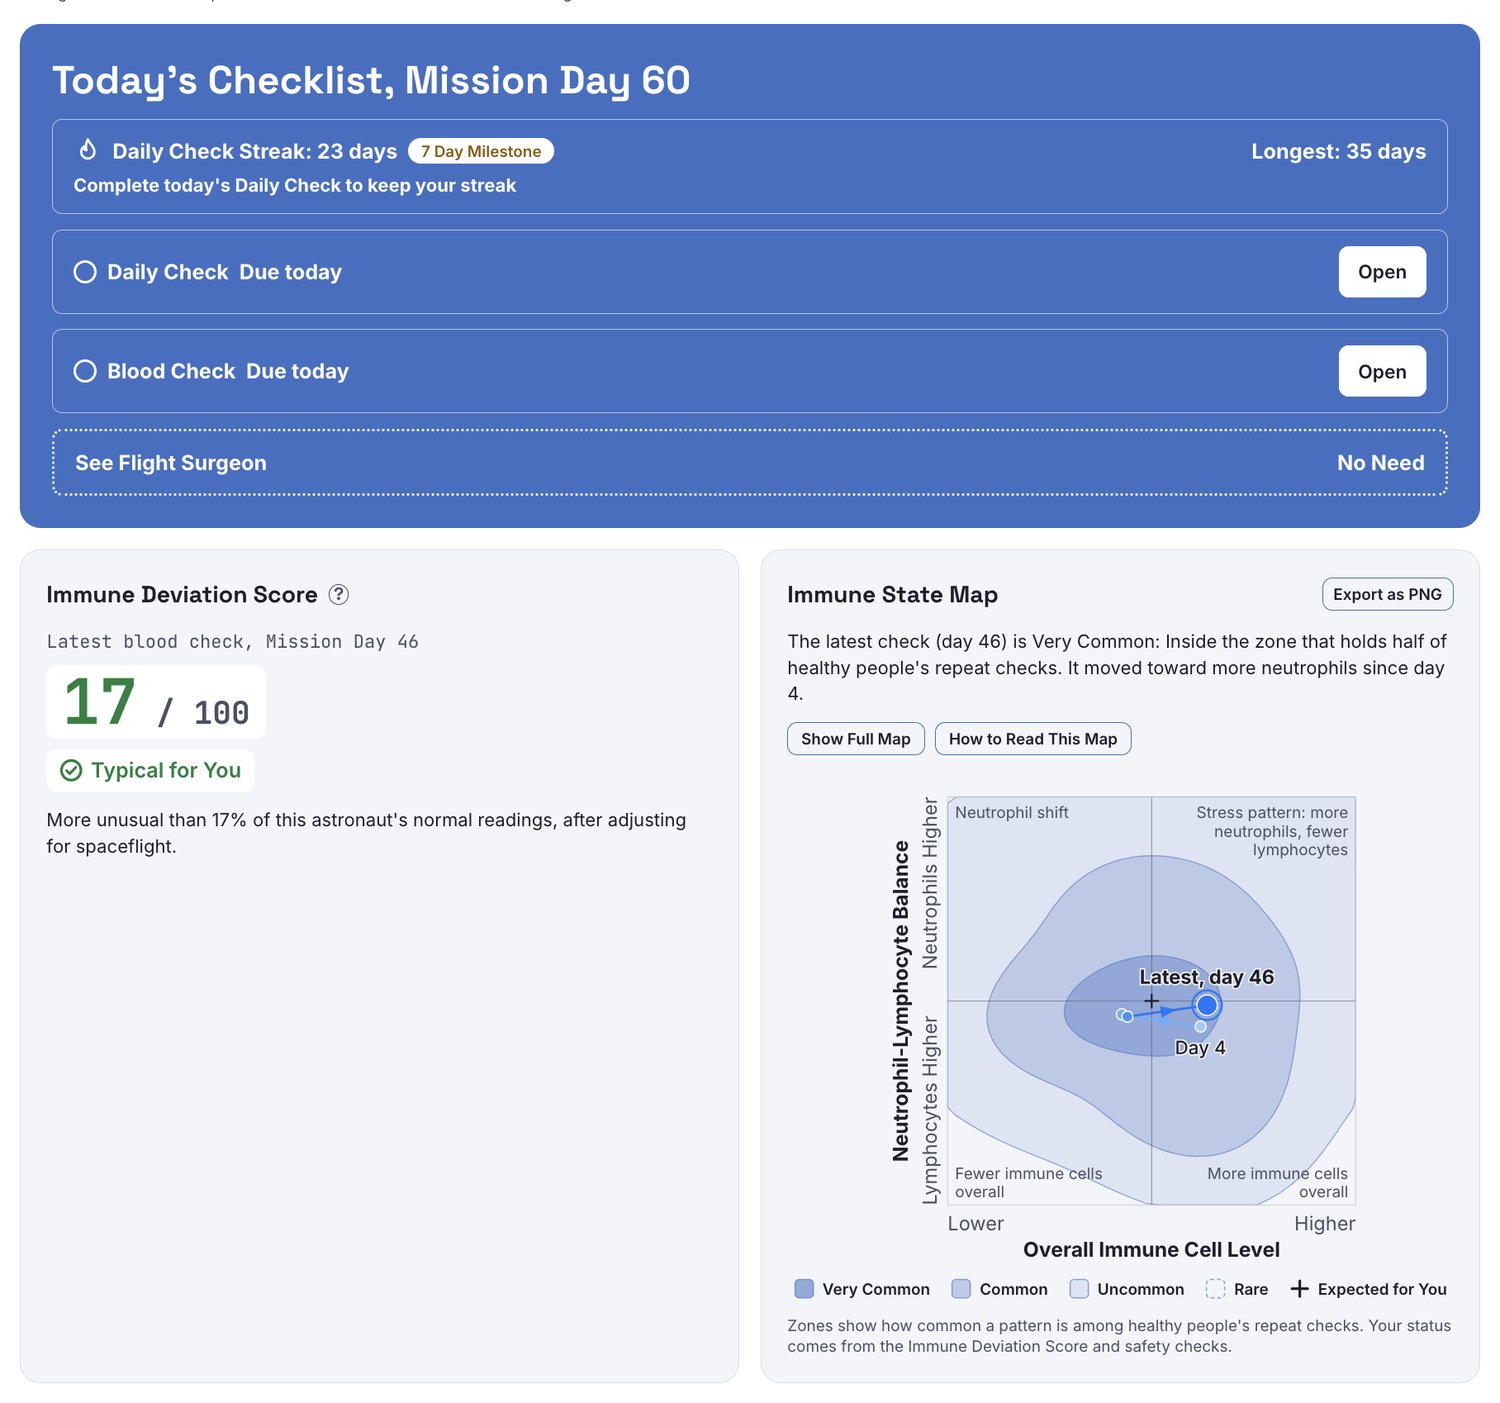 Today's Checklist, Mission Day 60
Daily Check Streak: 23 days 7 Day Milestone Longest: 35 days
Complete today's Daily Check to keep your streak
Daily Check Due today Open
Blood Check Due today Open
See Flight Surgeon No Need
Immune Deviation Score ?
Latest blood check, Mission Day 46
17 / 100
Typical for You
More unusual than 17% of this astronaut's normal readings, after adjusting
for spaceflight.
Immune State Map Export as PNG
The latest check (day 46) is Very Common: Inside the zone that holds half of
healthy people's repeat checks. It moved toward more neutrophils since day
4.
Show Full Map How to Read This Map
Neutrophil-Lymphocyte Balance
Neutrophils Higher
Lymphocytes Higher
Neutrophil shift
Stress pattern: more
neutrophils, fewer
lymphocytes
Latest, day 46
Day 4
Fewer immune cells
overall
More immune cells
overall
Lower Higher
Overall Immune Cell Level
Very Common Common Uncommon Rare Expected for You
Zones show how common a pattern is among healthy people's repeat checks. Your status
comes from the Immune Deviation Score and safety checks.